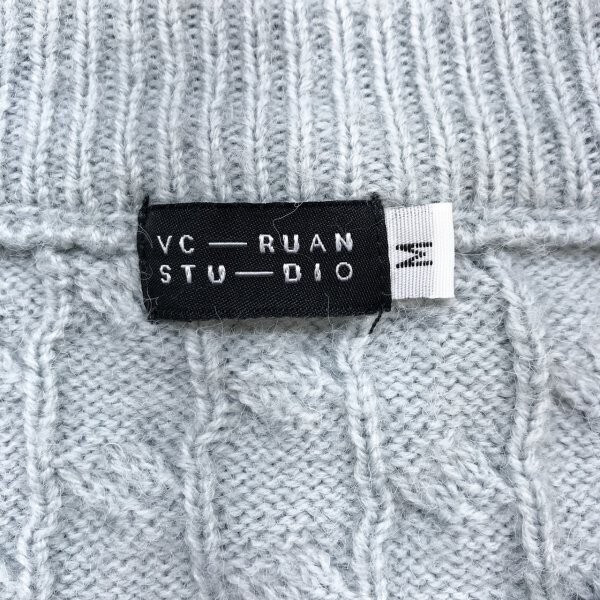 VC — RUAN
STU — DIO
M